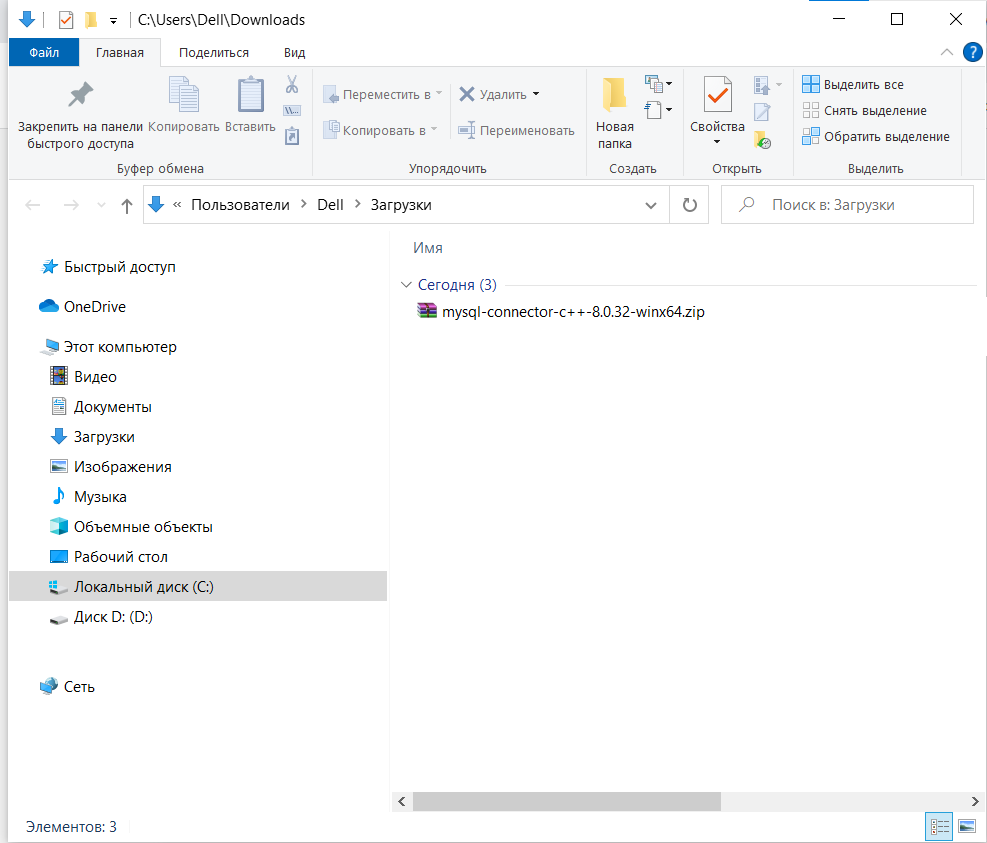 C:\Users\Dell\Downloads
Файл Главная Поделиться Вид
Закрепить на панели быстрого доступа
Копировать
Вставить
Буфер обмена
Переместить в
Копировать в
Удалить
Переименовать
Упорядочить
Новая папка
Создать
Свойства
Открыть
Выделить все
Снять выделение
Обратить выделение
Выделить
« Пользователи > Dell > Загрузки
Поиск в: Загрузки
Быстрый доступ
OneDrive
Этот компьютер
Видео
Документы
Загрузки
Изображения
Музыка
Объемные объекты
Рабочий стол
Локальный диск (C:)
Диск D: (D:)
Сеть
Имя
Сегодня (3)
mysql-connector-c++-8.0.32-winx64.zip
Элементов: 3